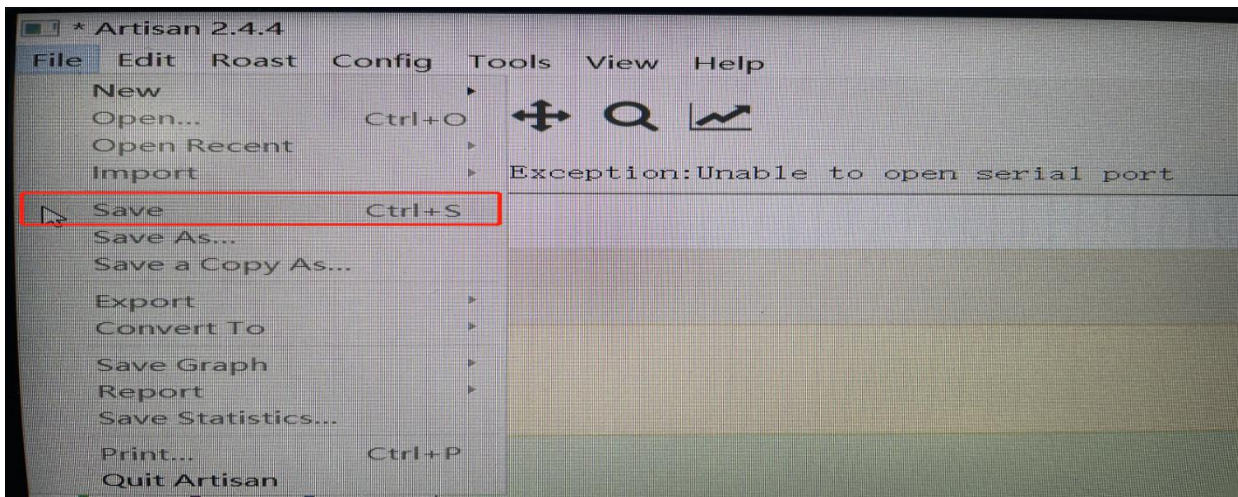 * Artisan 2.4.4
File Edit Roast Config Tools View Help
New
Open... Ctrl+O
Open Recent
Import
Exception:Unable to open serial port
Save Ctrl+S
Save As...
Save a Copy As...
Export
Convert To
Save Graph
Report
Save Statistics...
Print... Ctrl+P
Quit Artisan